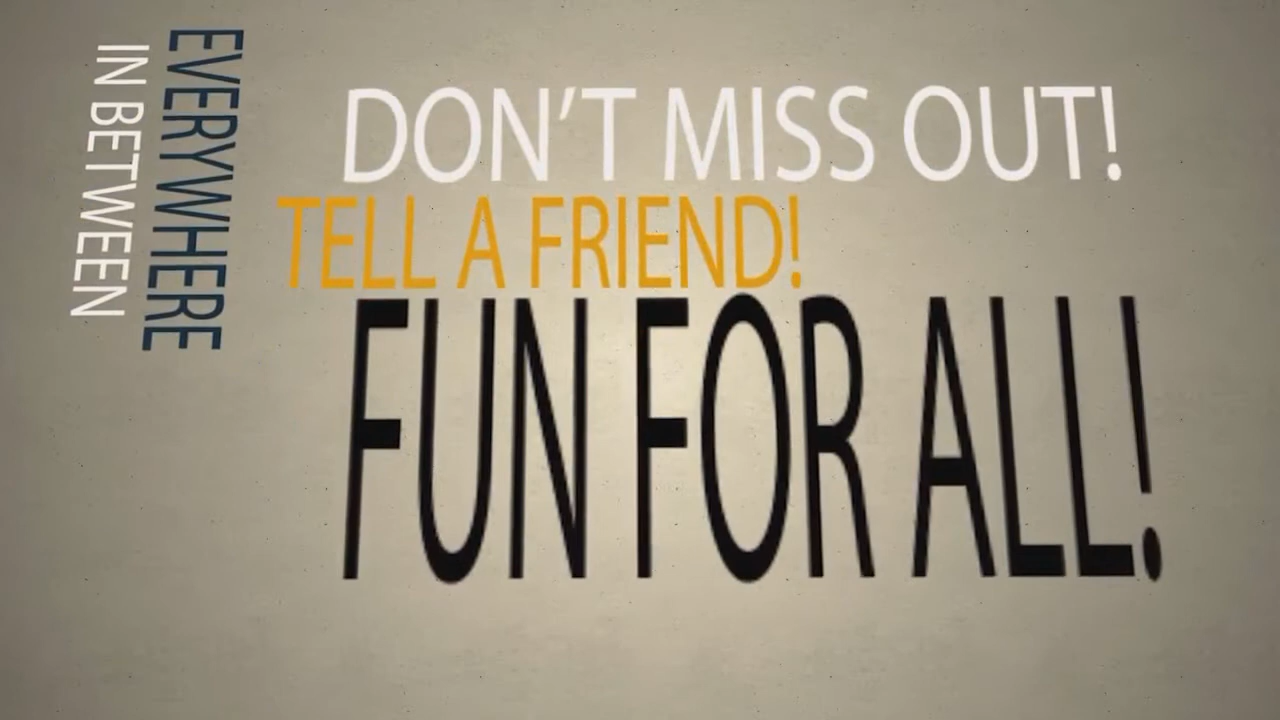 EVERYWHERE
IN BETWEEN
DON'T MISS OUT!
TELL A FRIEND!
FUN FOR ALL!